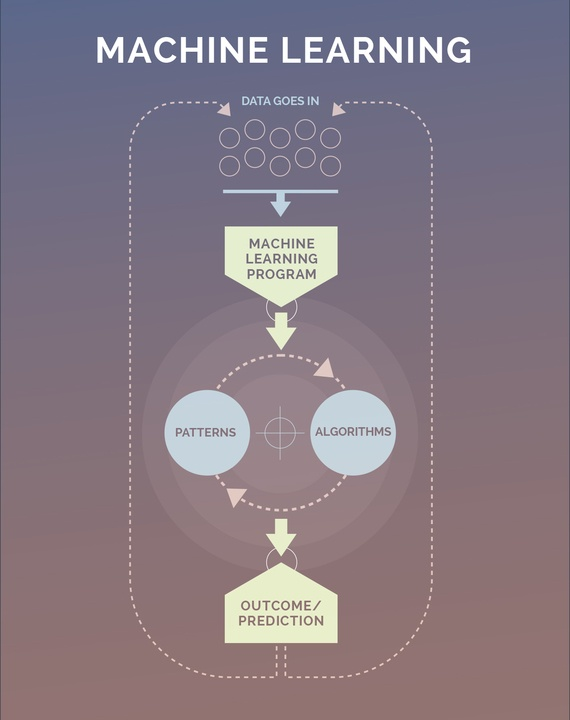 MACHINE LEARNING
DATA GOES IN
MACHINE
LEARNING
PROGRAM
PATTERNS
ALGORITHMS
OUTCOME/
PREDICTION